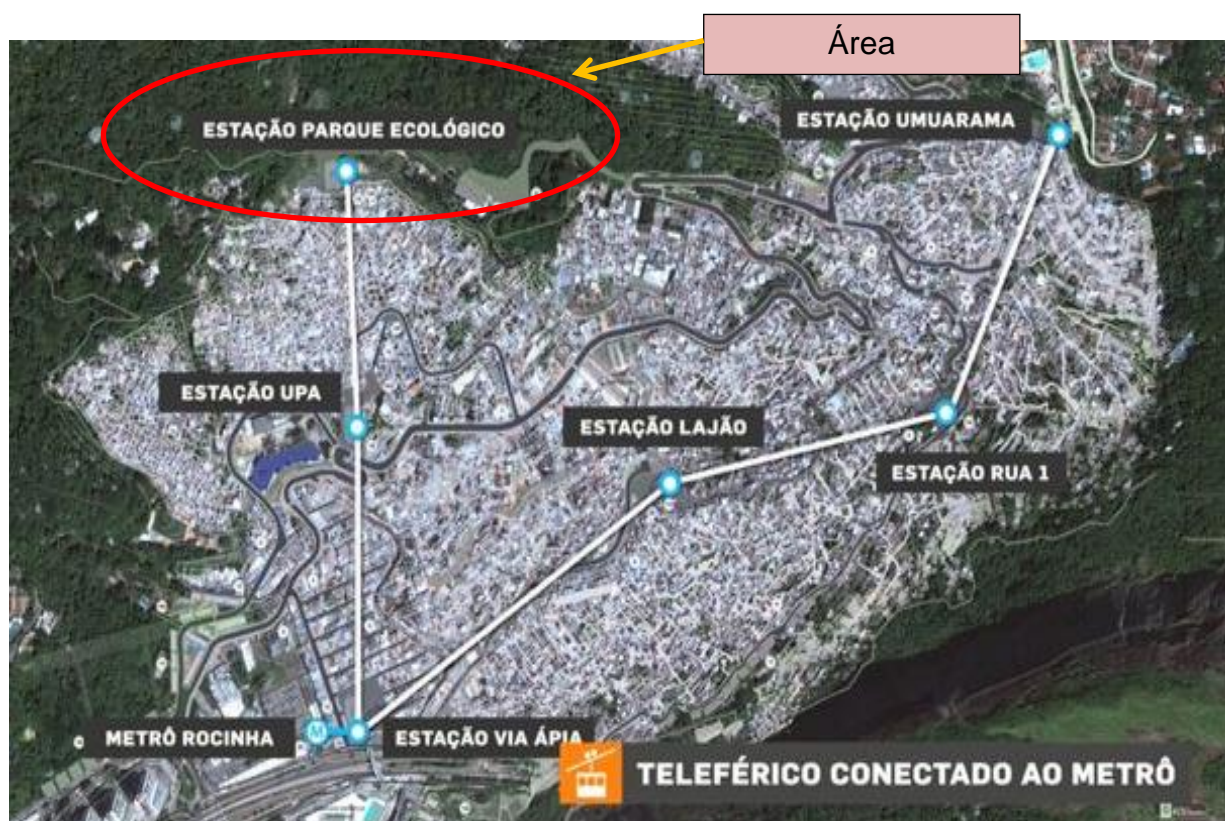 Área
ESTAÇÃO PARQUE ECOLÓGICO
ESTAÇÃO UMUARAMA
ESTAÇÃO UPA
ESTAÇÃO LAJÃO
ESTAÇÃO RUA 1
METRÔ ROCINHA
M
ESTAÇÃO VIA ÁPIA
TELEFÉRICO CONECTADO AO METRÔ